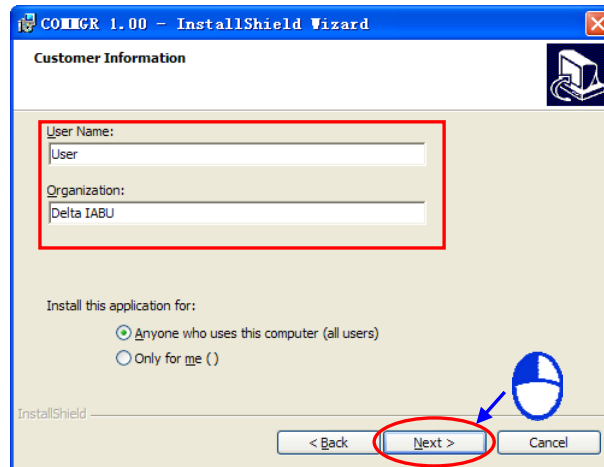 COMMGR 1.00 - InstallShield Wizard
Customer Information
User Name:
User
Organization:
Delta IABU
Install this application for:
Anyone who uses this computer (all users)
Only for me ( )
InstallShield
< Back Next > Cancel